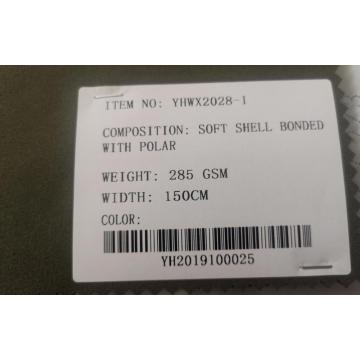 ITEM NO: YHWX2028-1
COMPOSITION: SOFT SHELL BONDED
WITH POLAR
WEIGHT: 285 GSM
WIDTH: 150CM
COLOR:
YH2019100025